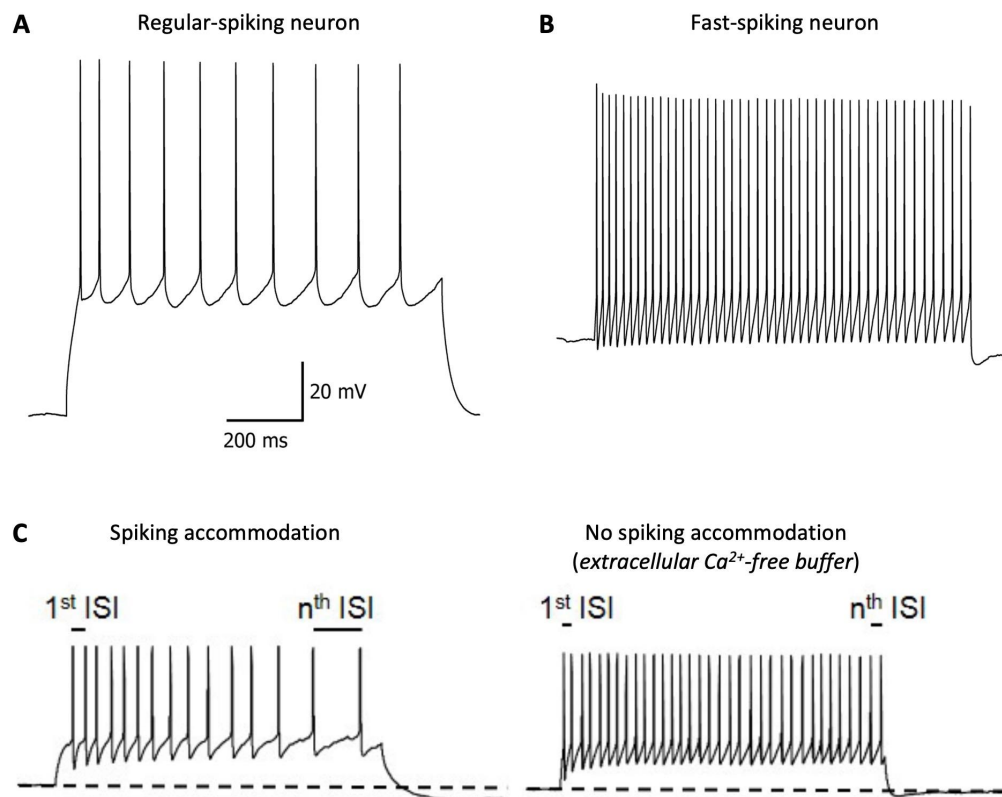 A
Regular-spiking neuron
B
Fast-spiking neuron
20 mV
200 ms
C
Spiking accommodation
No spiking accommodation
(extracellular Ca²⁺-free buffer)
1ˢᵗ ISI
nᵗʰ ISI
1ˢᵗ ISI
nᵗʰ ISI